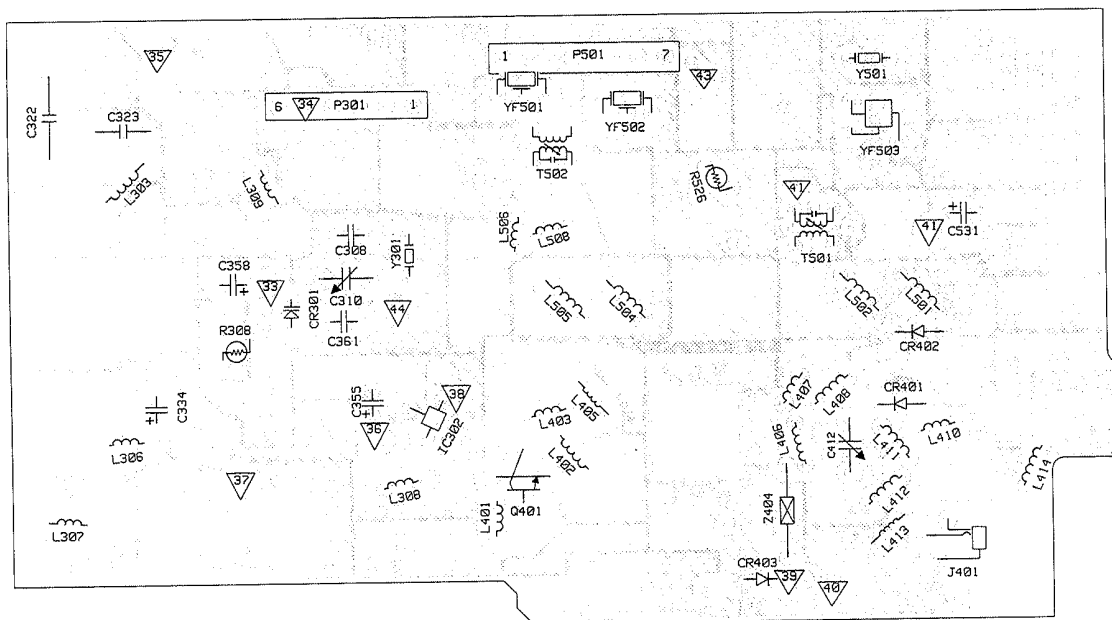 35
1 P501 7
43
Y501
C322
C323
6 34 P301 1
YF501
YF502
YF503
T502
L303
L309
R526
41
L506
L508
T501
41
C531
C308
Y301
C358
33
CR301
C310
44
C361
L505
L504
L502
L501
R308
CR402
C334
C355
36
38
IC302
L403
L405
L402
L407
L408
CR401
L406
C412
L411
L410
L306
37
L308
L401
Q401
Z404
L412
L413
L414
L307
CR403
39
40
J401